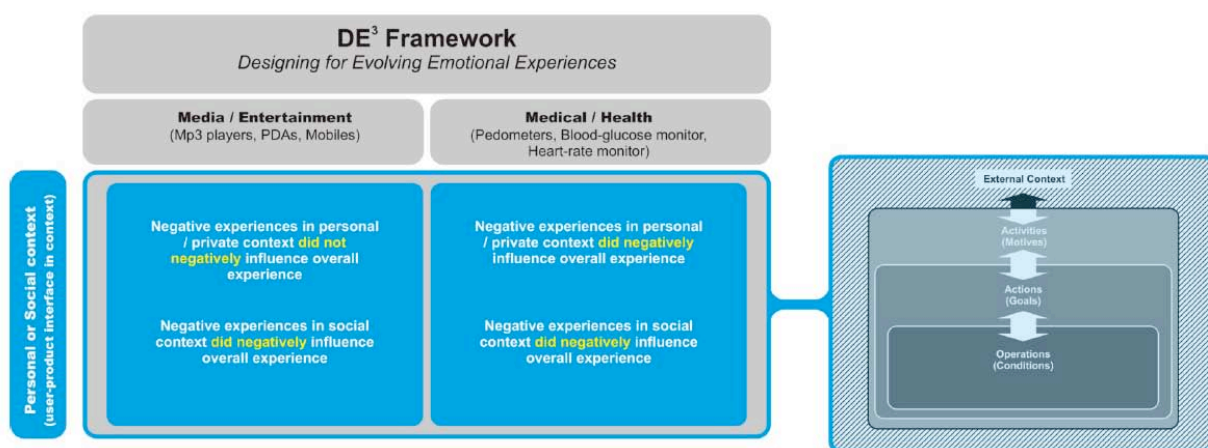 DE³ Framework
Designing for Evolving Emotional Experiences
Media / Entertainment
(Mp3 players, PDAs, Mobiles)
Medical / Health
(Pedometers, Blood-glucose monitor,
Heart-rate monitor)
Personal or Social context
(user-product interface in context)
Negative experiences in personal
/ private context did not
negatively influence overall
experience
Negative experiences in social
context did negatively influence
overall experience
Negative experiences in personal
/ private context did negatively
influence overall experience
Negative experiences in social
context did negatively influence
overall experience
External Context
Activities
(Motives)
Actions
(Goals)
Operations
(Conditions)